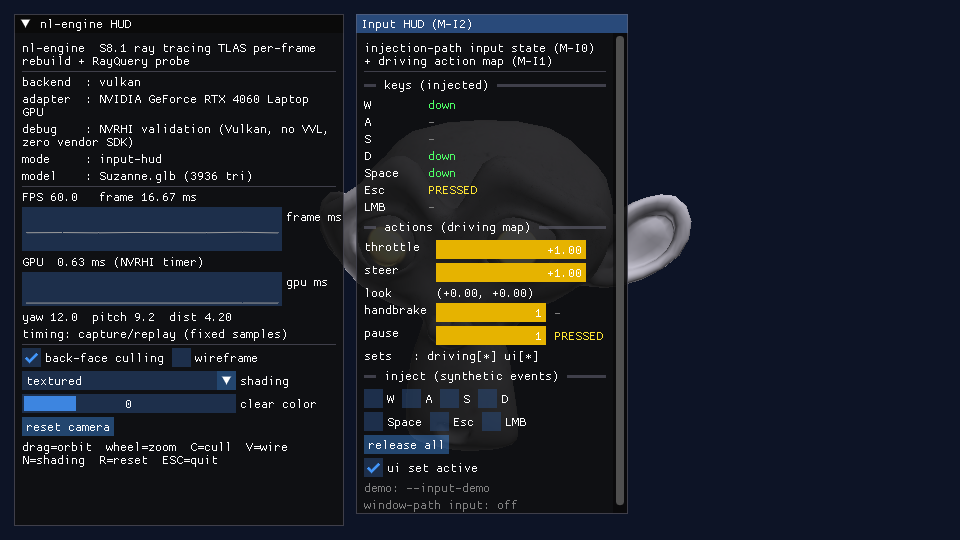 nl-engine HUD
nl-engine  S8.1 ray tracing TLAS per-frame
rebuild + RayQuery probe
backend  : vulkan
adapter  : NVIDIA GeForce RTX 4060 Laptop
GPU
debug    : NVRHI validation (Vulkan, no VVL,
zero vendor SDK)
mode     : input-hud
model    : Suzanne.glb (3936 tri)
FPS 60.0   frame 16.67 ms
frame ms
GPU  0.63 ms (NVRHI timer)
gpu ms
yaw 12.0  pitch 9.2  dist 4.20
timing: capture/replay (fixed samples)
back-face culling  wireframe
textured  shading
0  clear color
reset camera
drag=orbit  wheel=zoom  C=cull  V=wire
N=shading  R=reset  ESC=quit
Input HUD (M-I2)
injection-path input state (M-I0)
+ driving action map (M-I1)
keys (injected)
W  down
A  -
S  -
D  down
Space  down
Esc  PRESSED
LMB  -
actions (driving map)
throttle  +1.00
steer  +1.00
look  (+0.00, +0.00)
handbrake  1  -
pause  1  PRESSED
sets   : driving[*] ui[*]
inject (synthetic events)
W  A  S  D
Space  Esc  LMB
release all
ui set active
demo: --input-demo
window-path input: off